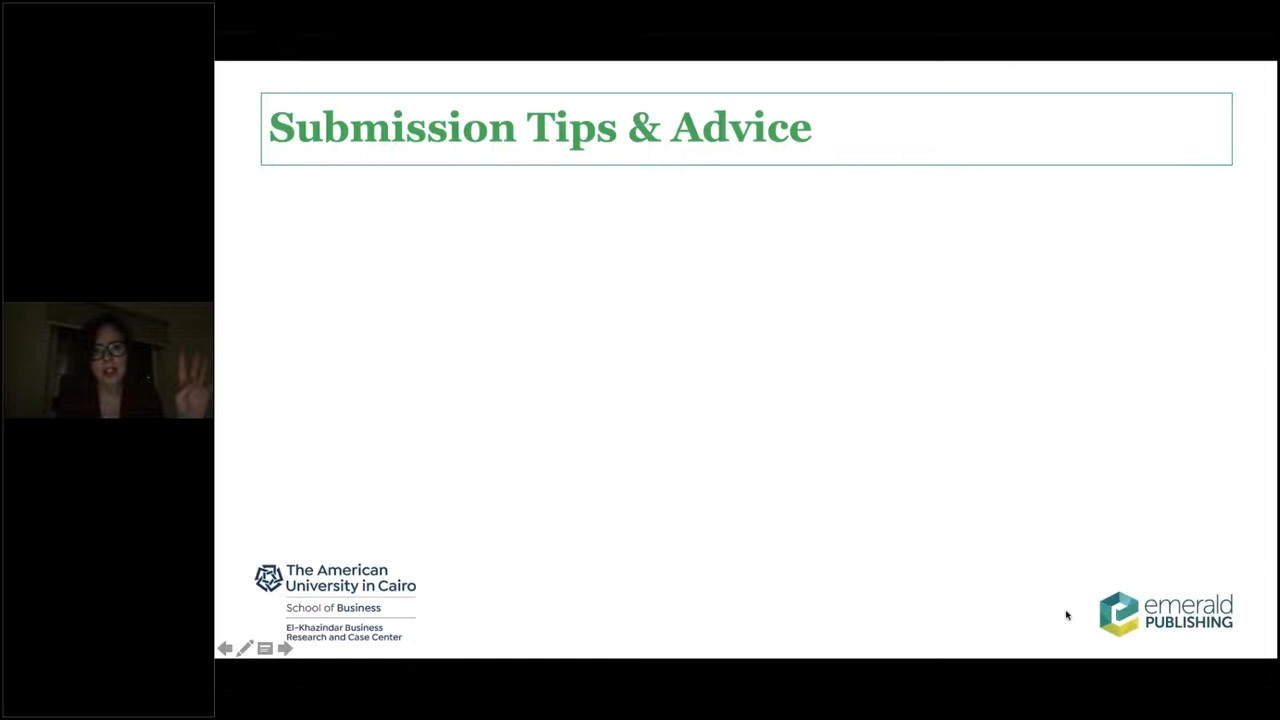 Submission Tips & Advice
The American
University in Cairo
School of Business
El-Khazindar Business
Research and Case Center
emerald
PUBLISHING